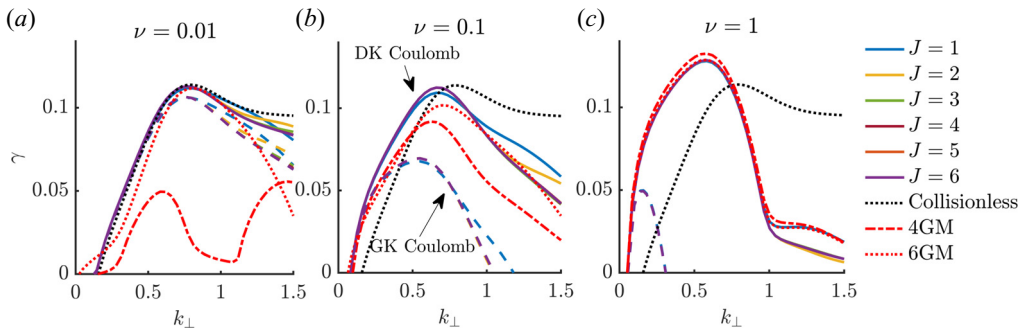 (a)
ν = 0.01
0.1
0.05
0
γ
0
0.5
1
1.5
k⊥
(b)
ν = 0.1
DK Coulomb
GK Coulomb
0.1
0.05
0
0
0.5
1
1.5
k⊥
(c)
ν = 1
0.1
0.05
0
0
0.5
1
1.5
k⊥
J = 1
J = 2
J = 3
J = 4
J = 5
J = 6
Collisionless
4GM
6GM